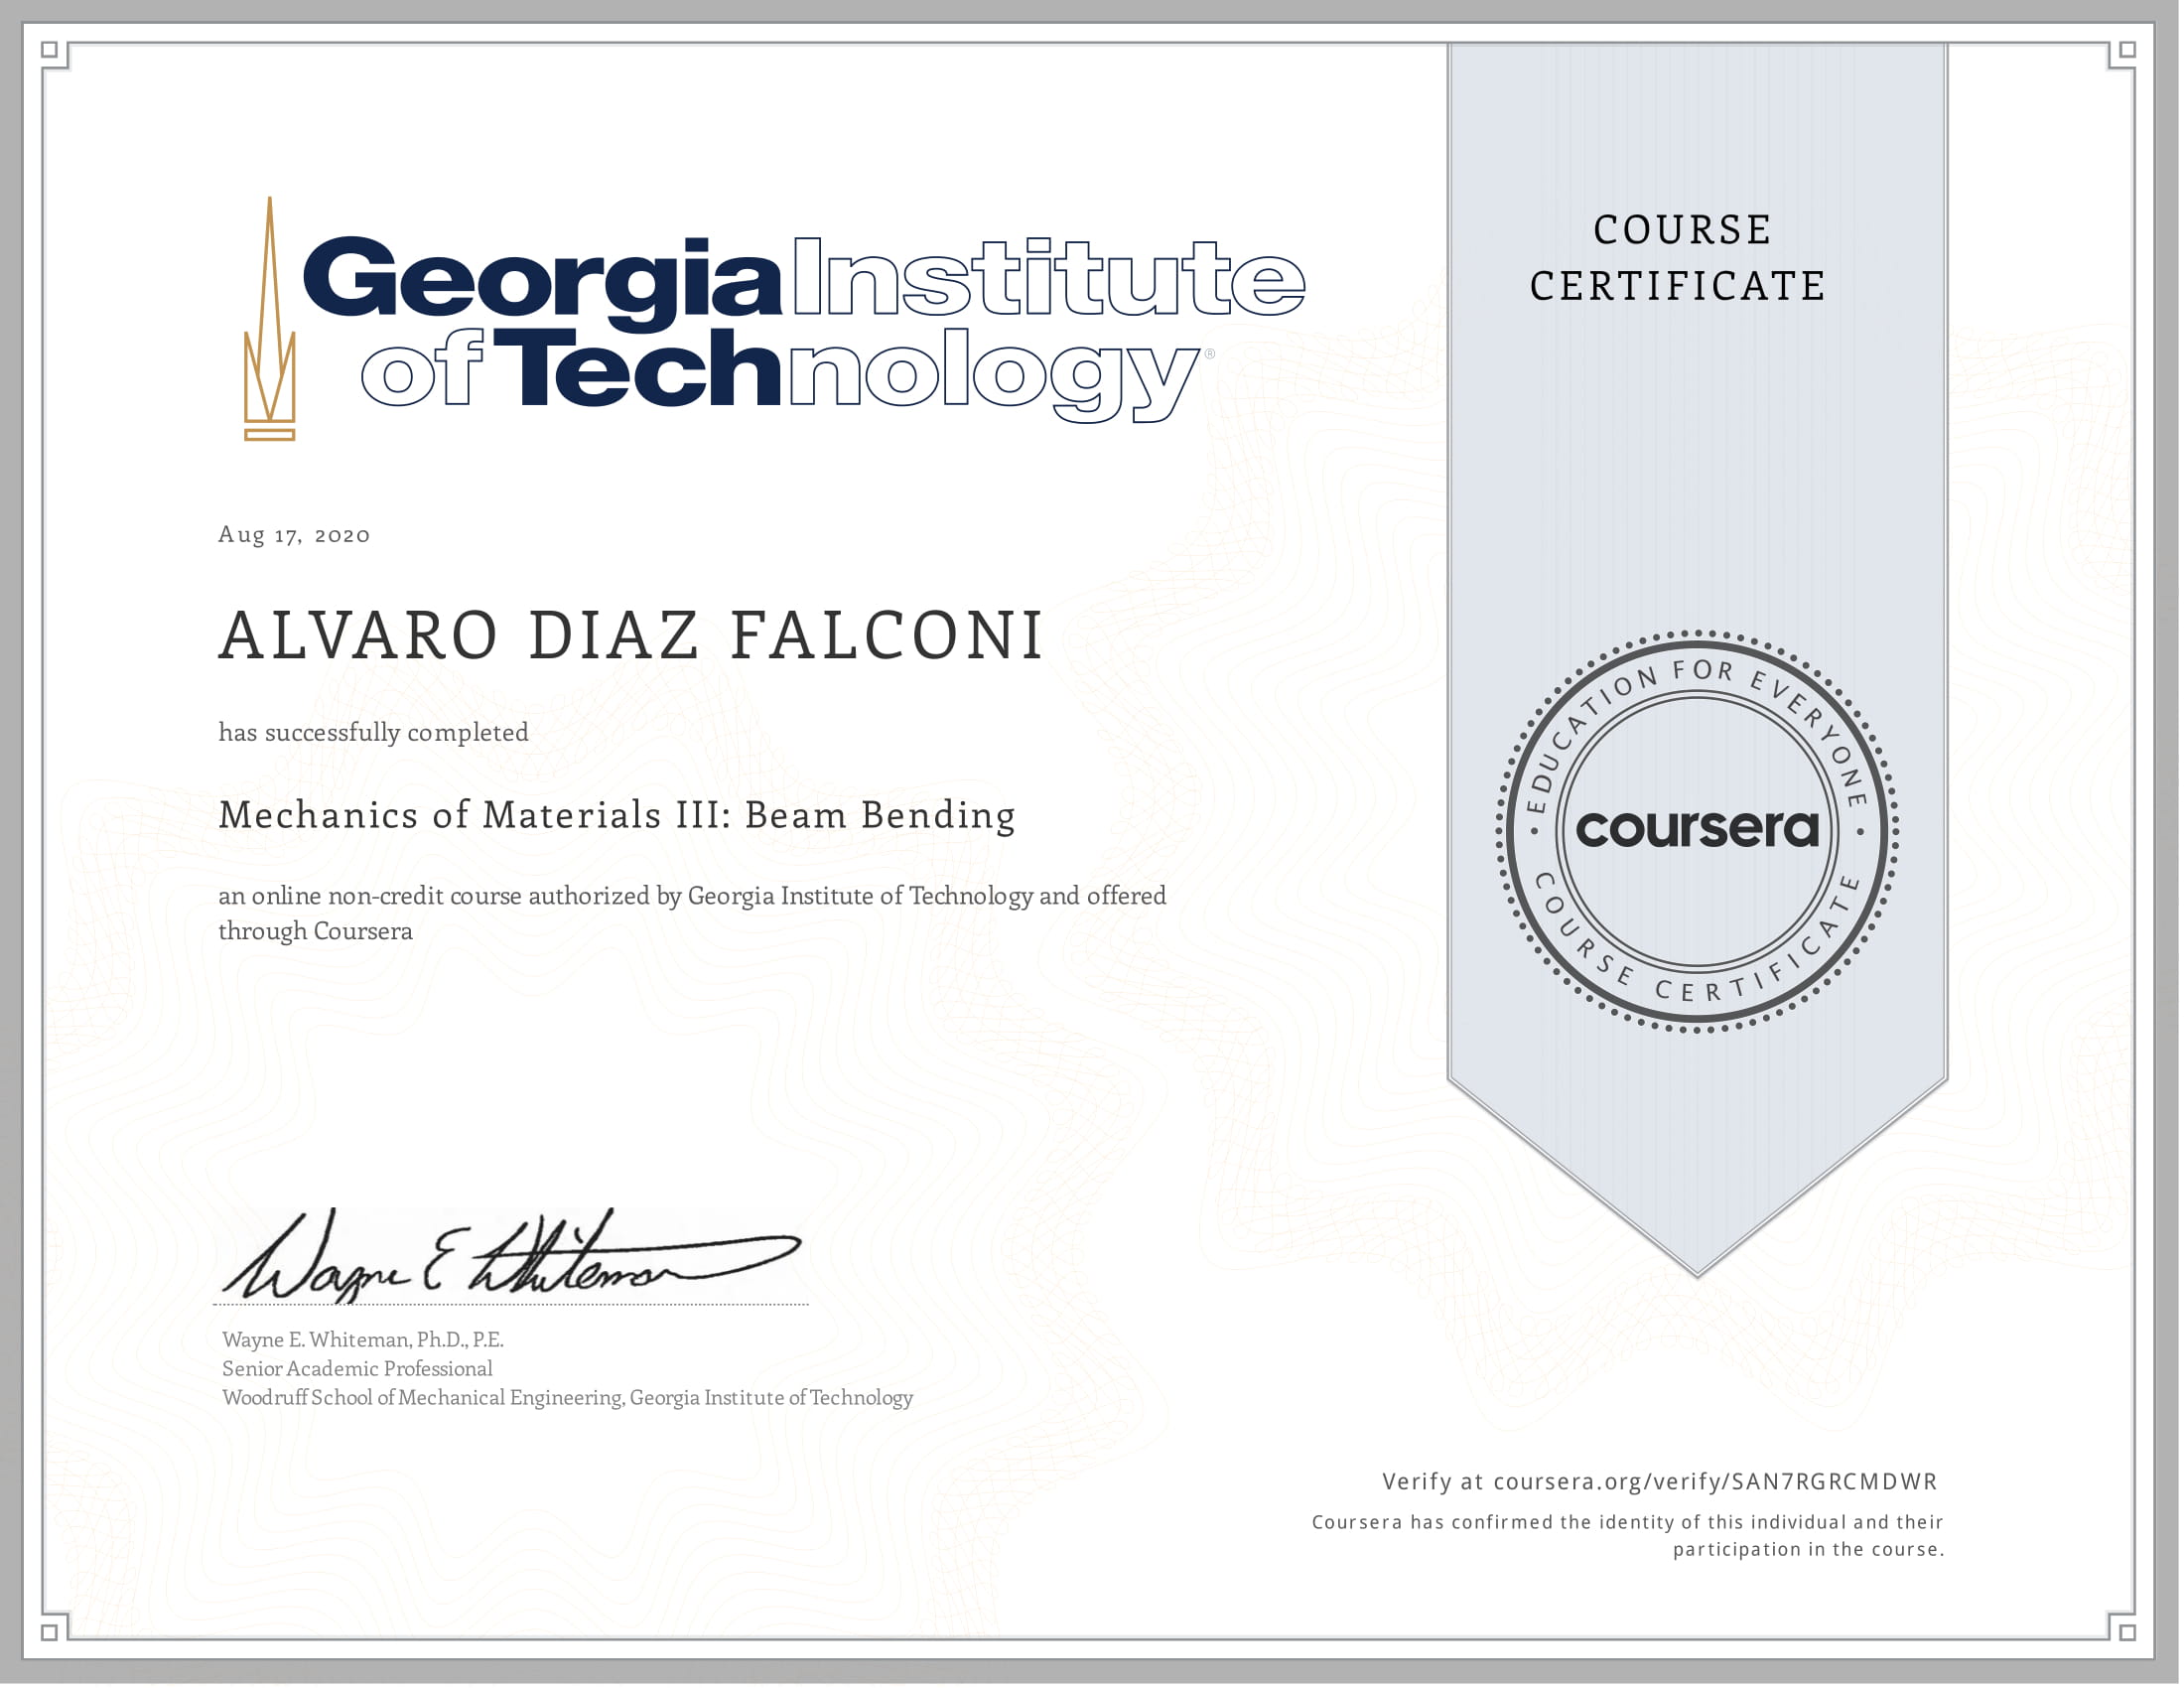 Georgia Institute
of Technology®
COURSE
CERTIFICATE
Aug 17, 2020
ALVARO DIAZ FALCONI
has successfully completed
Mechanics of Materials III: Beam Bending
an online non-credit course authorized by Georgia Institute of Technology and offered
through Coursera
EDUCATION FOR EVERYONE
coursera
COURSE CERTIFICATE
Wayne E Whiteman
Wayne E. Whiteman, Ph.D., P.E.
Senior Academic Professional
Woodruff School of Mechanical Engineering, Georgia Institute of Technology
Verify at coursera.org/verify/SAN7RGRCMDWR
Coursera has confirmed the identity of this individual and their
participation in the course.